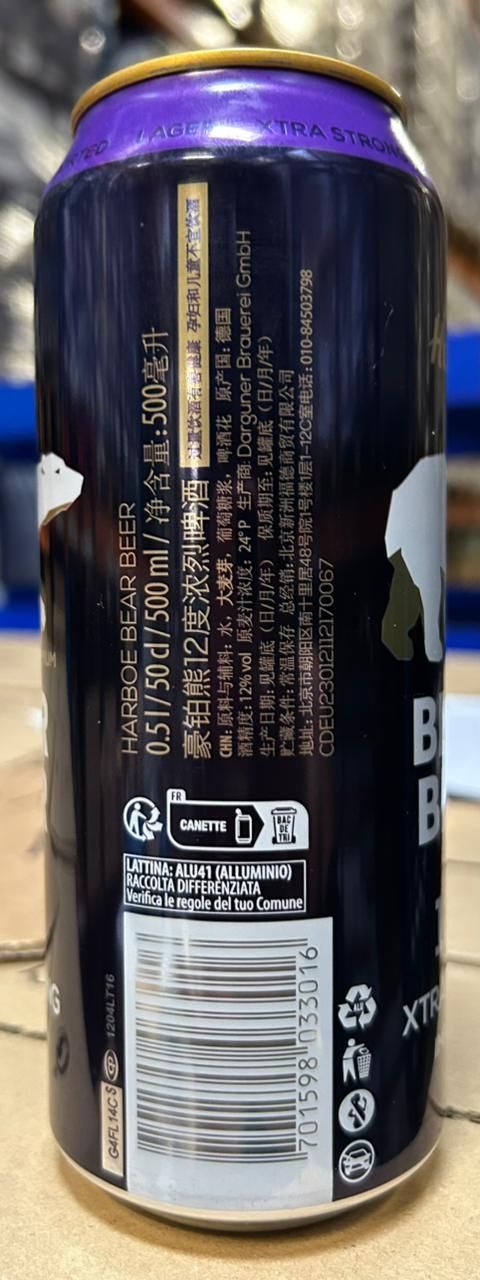 LAGER XTRA STRONG
HARBOE BEAR BEER
0.5 l / 50 cl / 500 ml / 净含量:500毫升
豪铂熊12度浓烈啤酒
过量饮酒有害健康 孕妇和儿童不宜饮酒
CHN: 原料与辅料: 水, 大麦芽, 葡萄糖浆, 啤酒花 原产国: 德国
酒精度: 12% vol 原麦汁浓度: 24° P 生产商: Darguner Brauerei GmbH
生产日期: 见罐底 (日/月/年) 保质期至: 见罐底 (日/月/年)
贮藏条件: 常温保存 总经销: 北京新洲福德商贸有限公司
地址: 北京市朝阳区南十里居48号院1号楼1层1-12C室电话: 010-84503798
CDEU23012112170067
FR
CANETTE
BAC DE TRI
LATTINA: ALU41 (ALLUMINIO)
RACCOLTA DIFFERENZIATA
Verifica le regole del tuo Comune
701598 033016
G4FL14C S
1204LT16
XTR